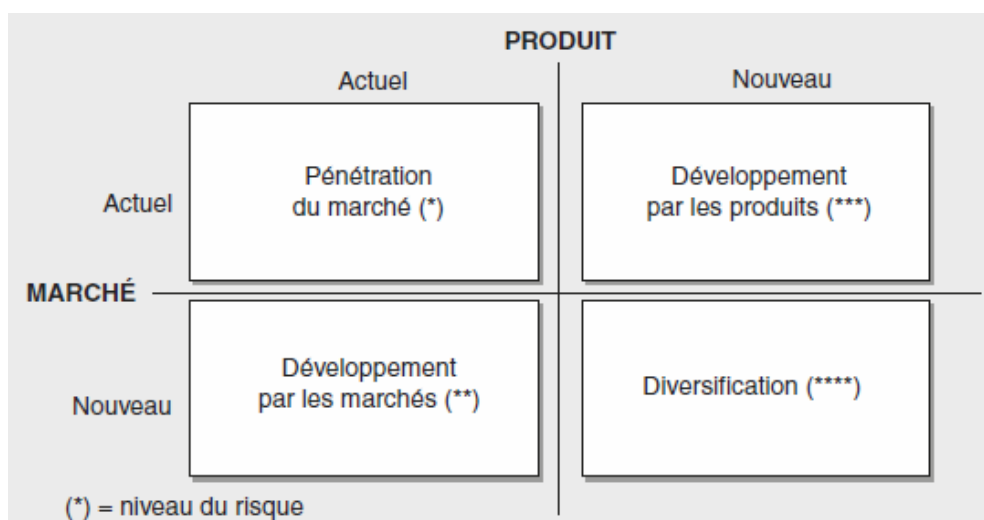 PRODUIT
Actuel
Nouveau
Actuel
Pénétration
du marché (*)
Développement
par les produits (***)
MARCHÉ
Nouveau
Développement
par les marchés (**)
Diversification (****)
(*) = niveau du risque